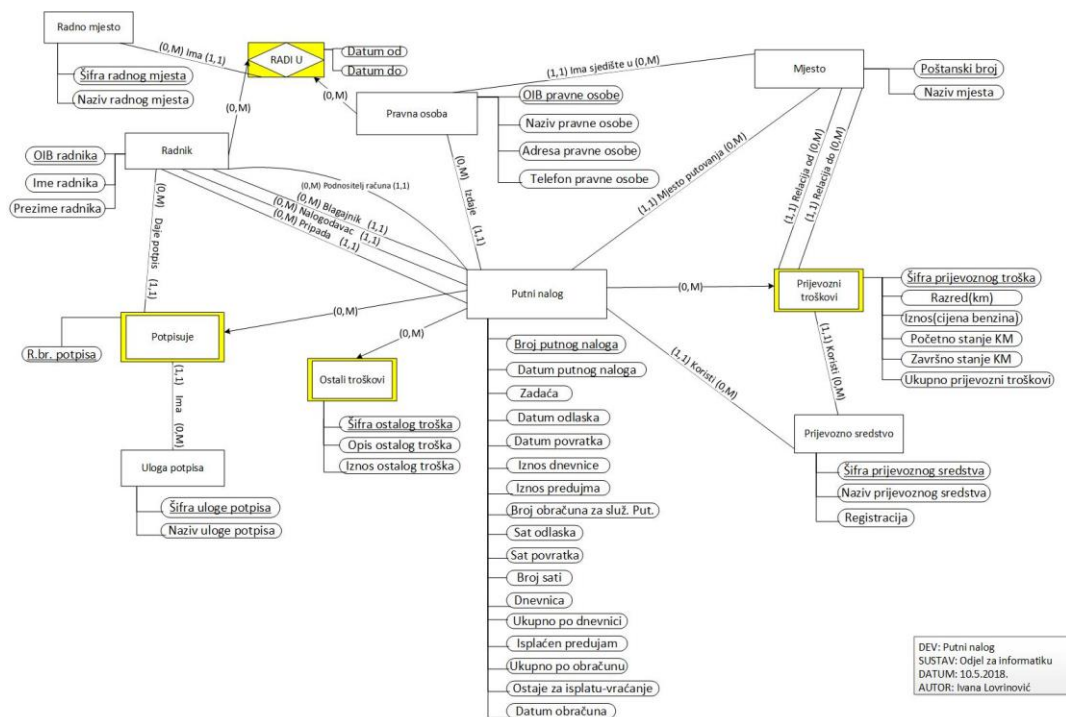 Radno mjesto
Šifra radnog mjesta
Naziv radnog mjesta
(0,M) Ima (1,1)
RADI U
Datum od
Datum do
(0,M)
(0,M)
Pravna osoba
OIB pravne osobe
Naziv pravne osobe
Adresa pravne osobe
Telefon pravne osobe
(1,1) Ima sjedište u (0,M)
Mjesto
Poštanski broj
Naziv mjesta
Radnik
OIB radnika
Ime radnika
Prezime radnika
(0,M) Podnositelj računa (1,1)
(0,M) Blagajnik (1,1)
(0,M) Nalogodavac (1,1)
(0,M) Pripada (1,1)
(0,M) Izdaje (1,1)
(1,1) Mjesto putovanja (0,M)
(1,1) Relacija od (0,M)
(1,1) Relacija do (0,M)
(0,M) Daje potpis (1,1)
Putni nalog
(0,M)
Prijevozni
troškovi
Šifra prijevoznog troška
Razred(km)
Iznos(cijena benzina)
Početno stanje KM
Završno stanje KM
Ukupno prijevozni troškovi
(0,M)
Potpisuje
R.br. potpisa
(0,M)
Ostali troškovi
Šifra ostalog troška
Opis ostalog troška
Iznos ostalog troška
(1,1) Ima (0,M)
Uloga potpisa
Šifra uloge potpisa
Naziv uloge potpisa
(1,1) Koristi (0,M)
(1,1) Koristi (0,M)
Prijevozno sredstvo
Šifra prijevoznog sredstva
Naziv prijevoznog sredstva
Registracija
Broj putnog naloga
Datum putnog naloga
Zadaća
Datum odlaska
Datum povratka
Iznos dnevnice
Iznos predujma
Broj obračuna za služ. Put.
Sat odlaska
Sat povratka
Broj sati
Dnevnica
Ukupno po dnevnici
Isplaćen predujam
Ukupno po obračunu
Ostaje za isplatu-vraćanje
Datum obračuna
DEV: Putni nalog
SUSTAV: Odjel za informatiku
DATUM: 10.5.2018.
AUTOR: Ivana Lovrinović